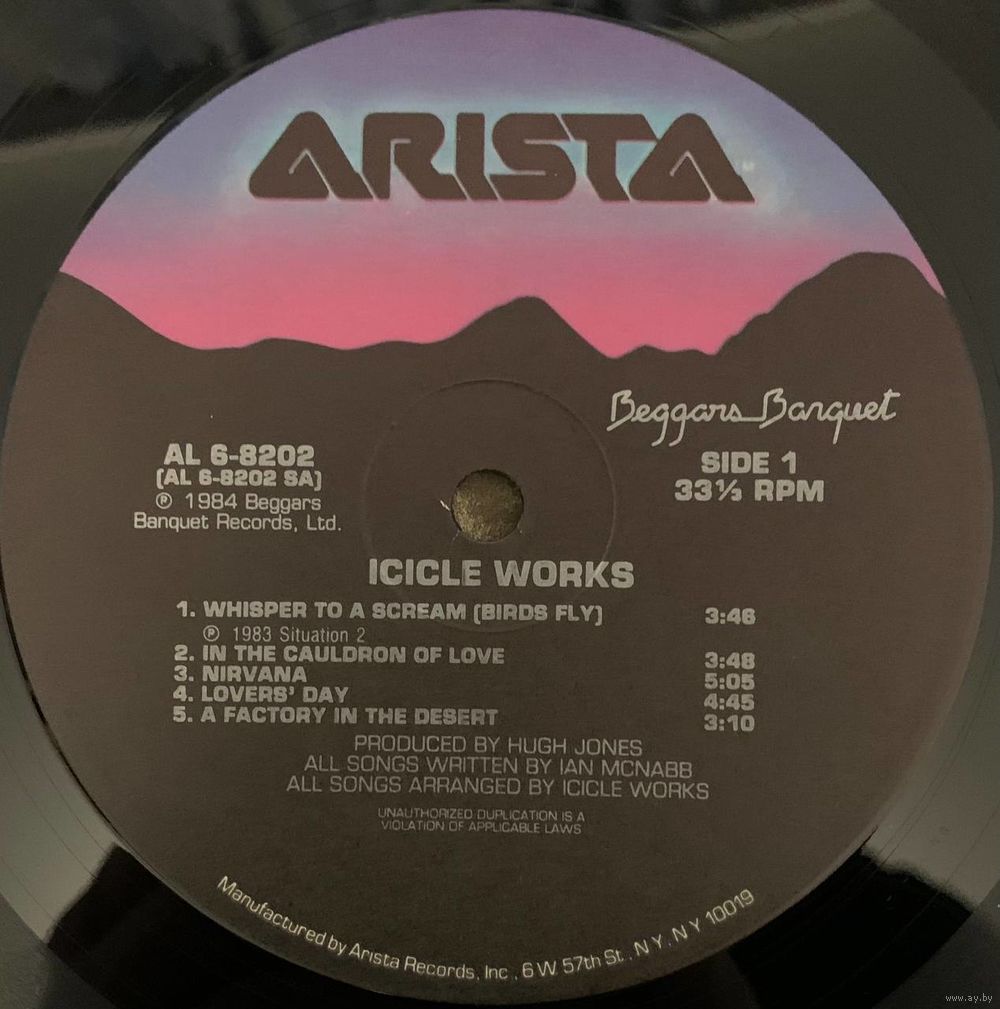 ARISTA
Beggars Banquet
AL 6-8202
(AL 6-8202 SA)
℗ 1984 Beggars
Banquet Records, Ltd.
SIDE 1
33⅓ RPM
ICICLE WORKS
1. WHISPER TO A SCREAM (BIRDS FLY) 3:46
℗ 1983 Situation 2
2. IN THE CAULDRON OF LOVE 3:48
3. NIRVANA 5:05
4. LOVERS' DAY 4:45
5. A FACTORY IN THE DESERT 3:10
PRODUCED BY HUGH JONES
ALL SONGS WRITTEN BY IAN MCNABB
ALL SONGS ARRANGED BY ICICLE WORKS
UNAUTHORIZED DUPLICATION IS A
VIOLATION OF APPLICABLE LAWS
Manufactured by Arista Records, Inc., 6 W. 57th St., N.Y., N.Y. 10019
www.ay.by